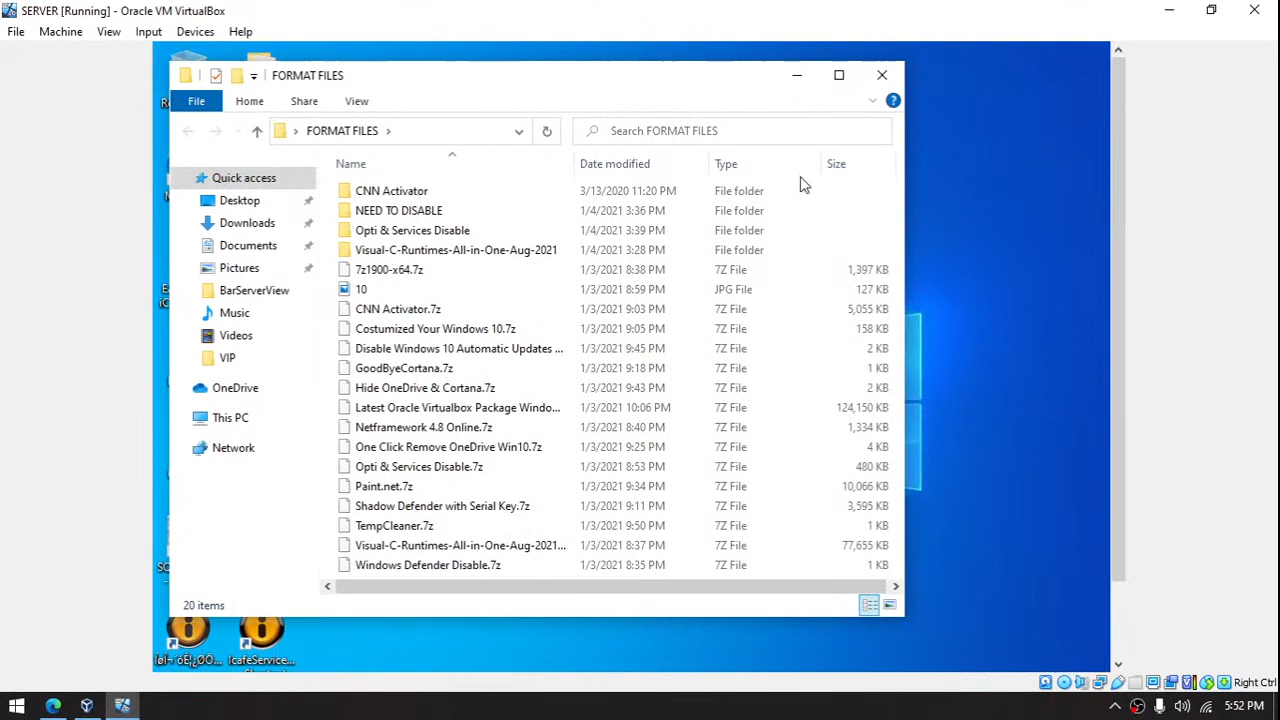 SERVER [Running] - Oracle VM VirtualBox
File Machine View Input Devices Help
FORMAT FILES
File Home Share View
FORMAT FILES
Search FORMAT FILES
Name Date modified Type Size
Quick access
Desktop
Downloads
Documents
Pictures
BarServerView
Music
Videos
VIP
OneDrive
This PC
Network
CNN Activator 3/13/2020 11:20 PM File folder
NEED TO DISABLE 1/4/2021 3:36 PM File folder
Opti & Services Disable 1/4/2021 3:39 PM File folder
Visual-C-Runtimes-All-in-One-Aug-2021 1/4/2021 3:28 PM File folder
7z1900-x64.7z 1/3/2021 8:38 PM 7Z File 1,397 KB
10 1/3/2021 8:59 PM JPG File 127 KB
CNN Activator.7z 1/3/2021 9:03 PM 7Z File 5,055 KB
Costumized Your Windows 10.7z 1/3/2021 9:05 PM 7Z File 158 KB
Disable Windows 10 Automatic Updates ... 1/3/2021 9:45 PM 7Z File 2 KB
GoodByeCortana.7z 1/3/2021 9:18 PM 7Z File 1 KB
Hide OneDrive & Cortana.7z 1/3/2021 9:43 PM 7Z File 2 KB
Latest Oracle Virtualbox Package Windo... 1/3/2021 10:06 PM 7Z File 124,150 KB
Netframework 4.8 Online.7z 1/3/2021 8:40 PM 7Z File 1,334 KB
One Click Remove OneDrive Win10.7z 1/3/2021 9:25 PM 7Z File 4 KB
Opti & Services Disable.7z 1/3/2021 8:53 PM 7Z File 480 KB
Paint.net.7z 1/3/2021 9:34 PM 7Z File 10,066 KB
Shadow Defender with Serial Key.7z 1/3/2021 9:11 PM 7Z File 3,595 KB
TempCleaner.7z 1/3/2021 9:50 PM 7Z File 1 KB
Visual-C-Runtimes-All-in-One-Aug-2021... 1/3/2021 8:37 PM 7Z File 77,655 KB
Windows Defender Disable.7z 1/3/2021 8:35 PM 7Z File 1 KB
20 items
IcafeService...
Right Ctrl
5:52 PM